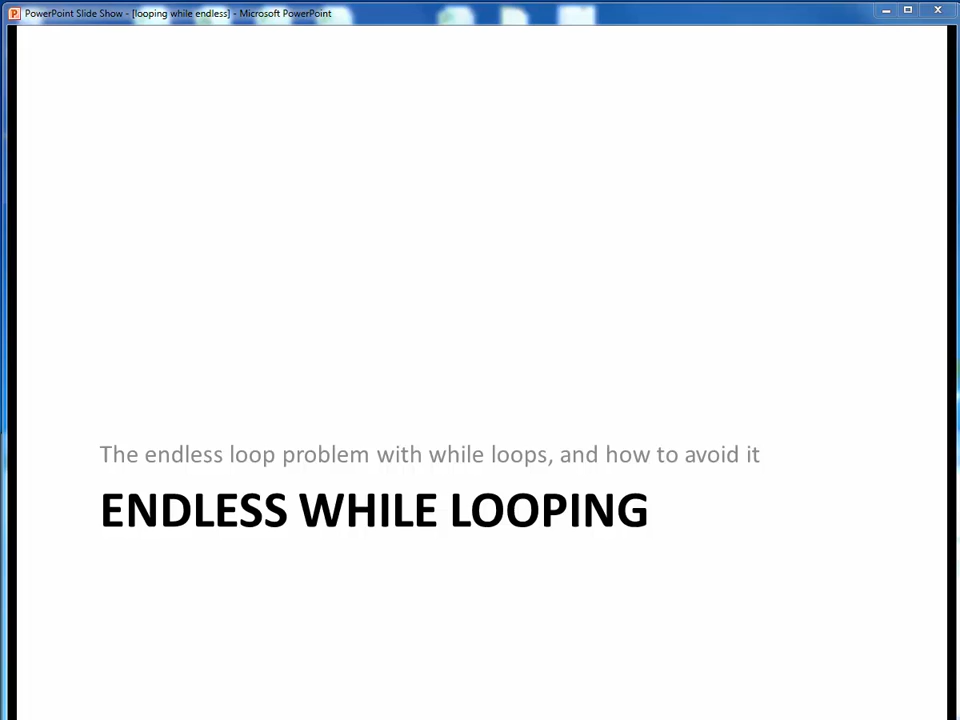 PowerPoint Slide Show - [looping while endless] - Microsoft PowerPoint
The endless loop problem with while loops, and how to avoid it
ENDLESS WHILE LOOPING